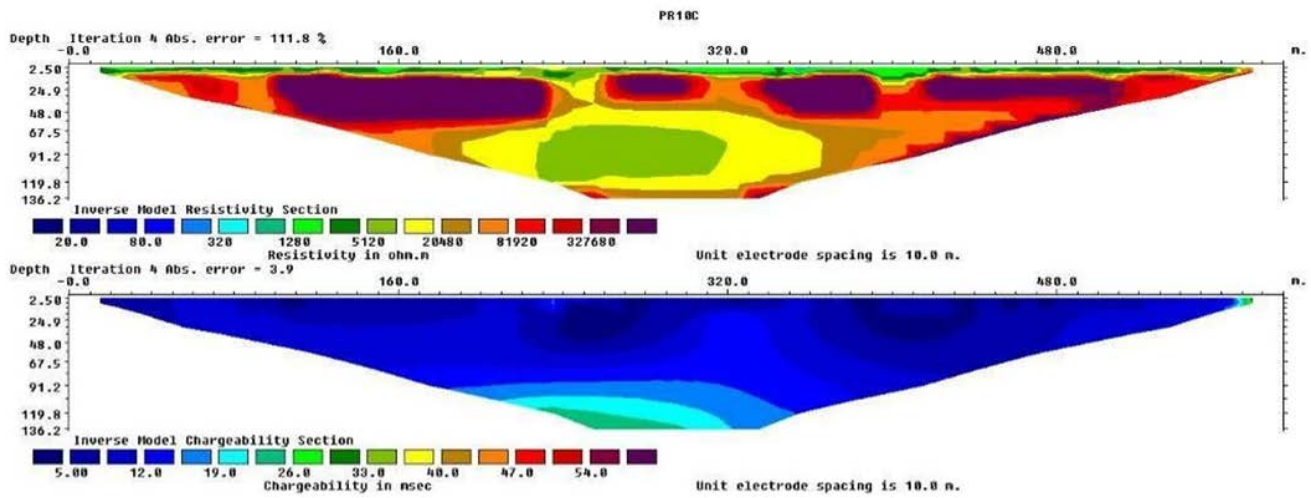 PR10C
Depth Iteration 4 Abs. error = 111.8 %
-0.0 160.0 320.0 480.0 m.
2.50
24.9
48.0
67.5
91.2
119.8
136.2
Inverse Model Resistivity Section
20.0 80.0 320 1280 5120 20480 81920 327680
Resistivity in ohm.m Unit electrode spacing is 10.0 m.
Depth Iteration 4 Abs. error = 3.9
-0.0 160.0 320.0 480.0 m.
2.50
24.9
48.0
67.5
91.2
119.8
136.2
Inverse Model Chargeability Section
5.00 12.0 19.0 26.0 33.0 40.0 47.0 54.0
Chargeability in msec Unit electrode spacing is 10.0 m.